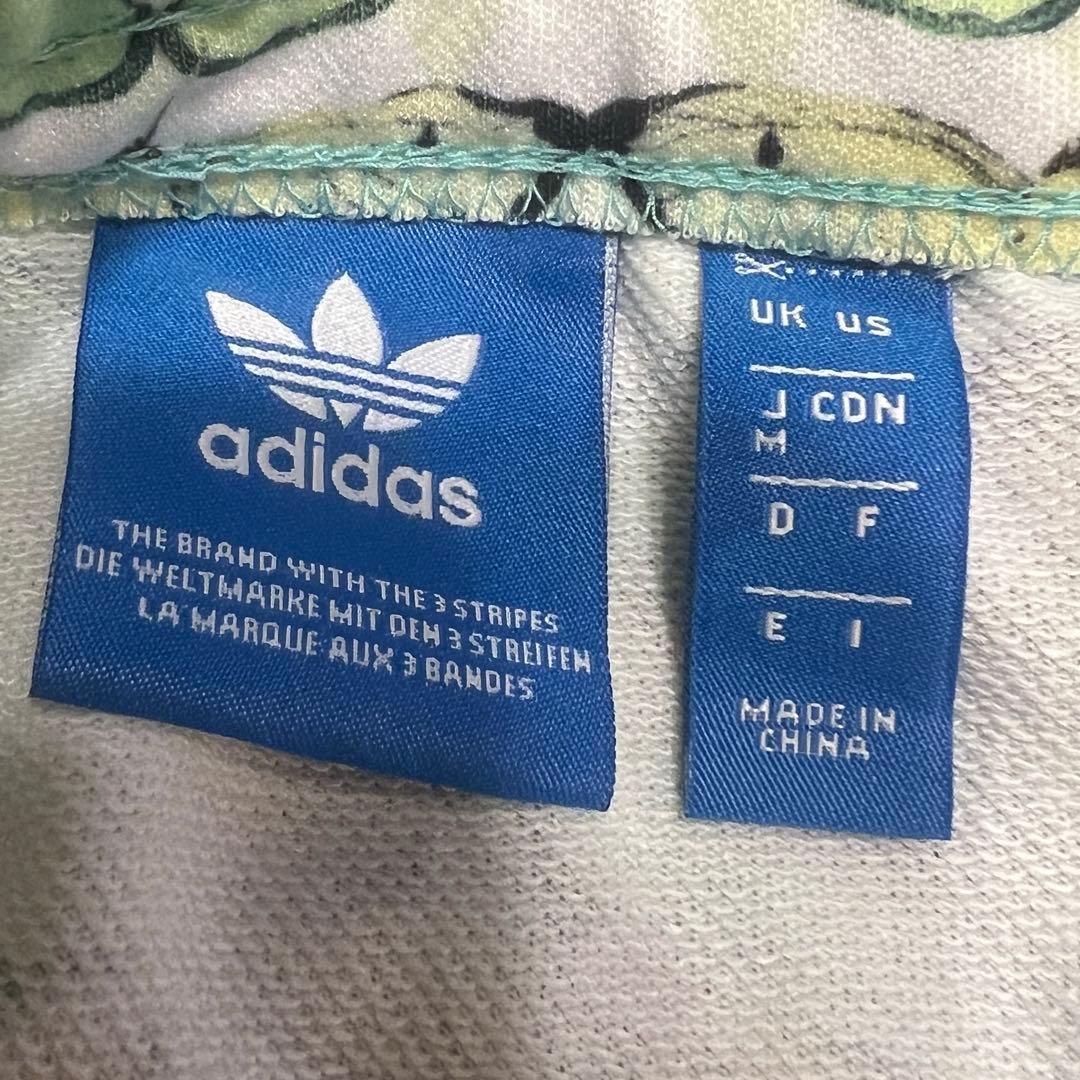 adidas
THE BRAND WITH THE 3 STRIPES
DIE WELTMARKE MIT DEN 3 STREIFEN
LA MARQUE AUX 3 BANDES
UK US
J CDN
M
D F
E I
MADE IN
CHINA